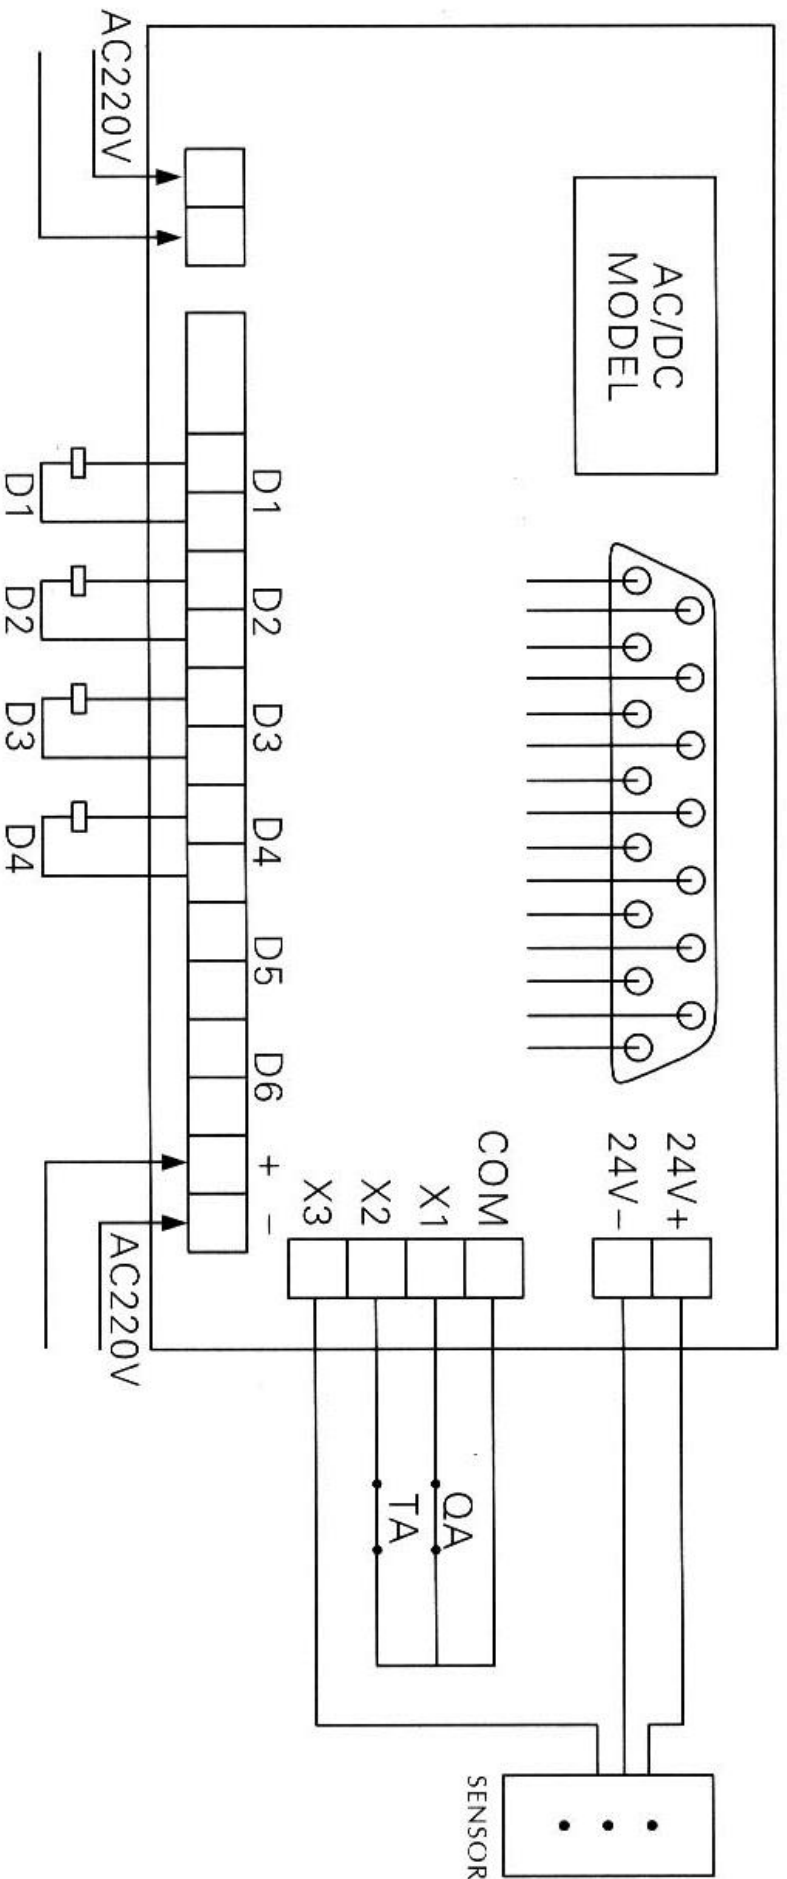 AC/DC
MODEL
24V+
24V-
COM
X1
X2
X3
QA
TA
SENSOR
AC220V
D1
D2
D3
D4
D5
D6
+
-
AC220V
D1
D2
D3
D4